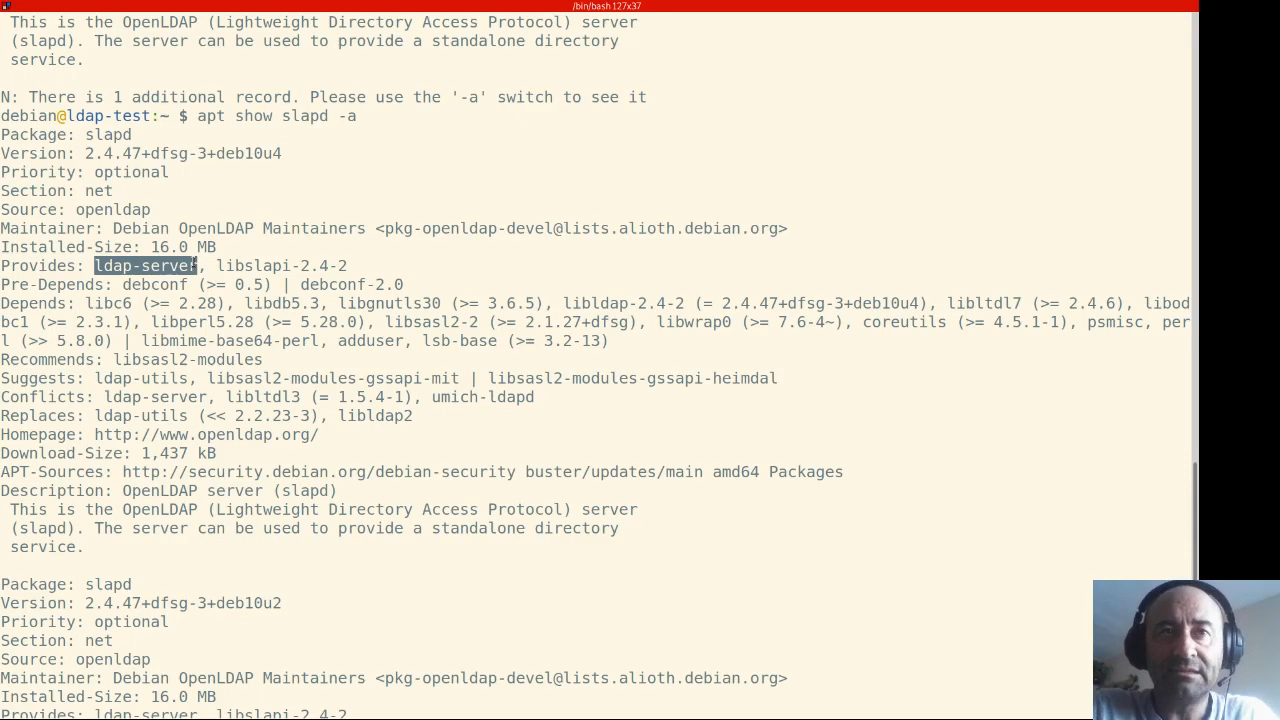 /bin/bash 127x37
This is the OpenLDAP (Lightweight Directory Access Protocol) server
(slapd). The server can be used to provide a standalone directory
service.
N: There is 1 additional record. Please use the '-a' switch to see it
debian@ldap-test:~ $ apt show slapd -a
Package: slapd
Version: 2.4.47+dfsg-3+deb10u4
Priority: optional
Section: net
Source: openldap
Maintainer: Debian OpenLDAP Maintainers <pkg-openldap-devel@lists.alioth.debian.org>
Installed-Size: 16.0 MB
Provides: ldap-server, libslapi-2.4-2
Pre-Depends: debconf (>= 0.5) | debconf-2.0
Depends: libc6 (>= 2.28), libdb5.3, libgnutls30 (>= 3.6.5), libldap-2.4-2 (= 2.4.47+dfsg-3+deb10u4), libltdl7 (>= 2.4.6), libod
bc1 (>= 2.3.1), libperl5.28 (>= 5.28.0), libsasl2-2 (>= 2.1.27+dfsg), libwrap0 (>= 7.6-4~), coreutils (>= 4.5.1-1), psmisc, per
l (>> 5.8.0) | libmime-base64-perl, adduser, lsb-base (>= 3.2-13)
Recommends: libsasl2-modules
Suggests: ldap-utils, libsasl2-modules-gssapi-mit | libsasl2-modules-gssapi-heimdal
Conflicts: ldap-server, libltdl3 (= 1.5.4-1), umich-ldapd
Replaces: ldap-utils (<< 2.2.23-3), libldap2
Homepage: http://www.openldap.org/
Download-Size: 1,437 kB
APT-Sources: http://security.debian.org/debian-security buster/updates/main amd64 Packages
Description: OpenLDAP server (slapd)
This is the OpenLDAP (Lightweight Directory Access Protocol) server
(slapd). The server can be used to provide a standalone directory
service.
Package: slapd
Version: 2.4.47+dfsg-3+deb10u2
Priority: optional
Section: net
Source: openldap
Maintainer: Debian OpenLDAP Maintainers <pkg-openldap-devel@lists.alioth.debian.org>
Installed-Size: 16.0 MB
Provides: ldap-server, libslapi-2.4-2